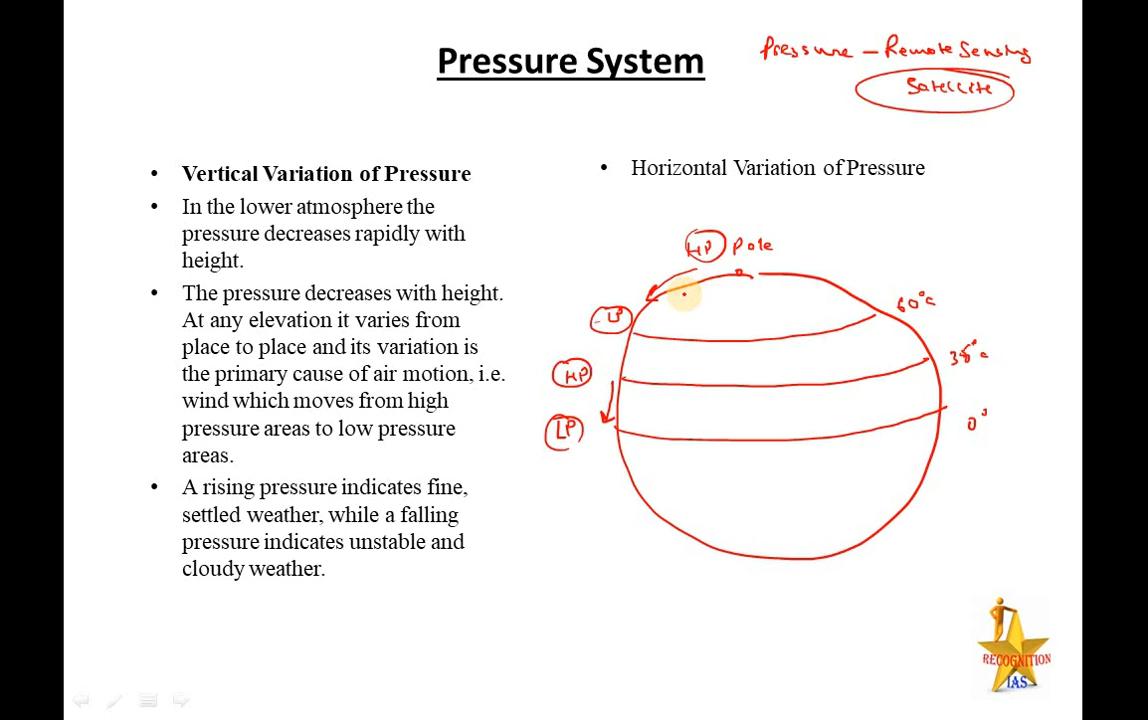 Pressure System
Pressure – Remote Sensing
Satellite
• Vertical Variation of Pressure
• In the lower atmosphere the
pressure decreases rapidly with
height.
• The pressure decreases with height.
At any elevation it varies from
place to place and its variation is
the primary cause of air motion, i.e.
wind which moves from high
pressure areas to low pressure
areas.
• A rising pressure indicates fine,
settled weather, while a falling
pressure indicates unstable and
cloudy weather.
• Horizontal Variation of Pressure
HP Pole
60°c
LP
35°c
HP
0°
LP
RECOGNITION
IAS